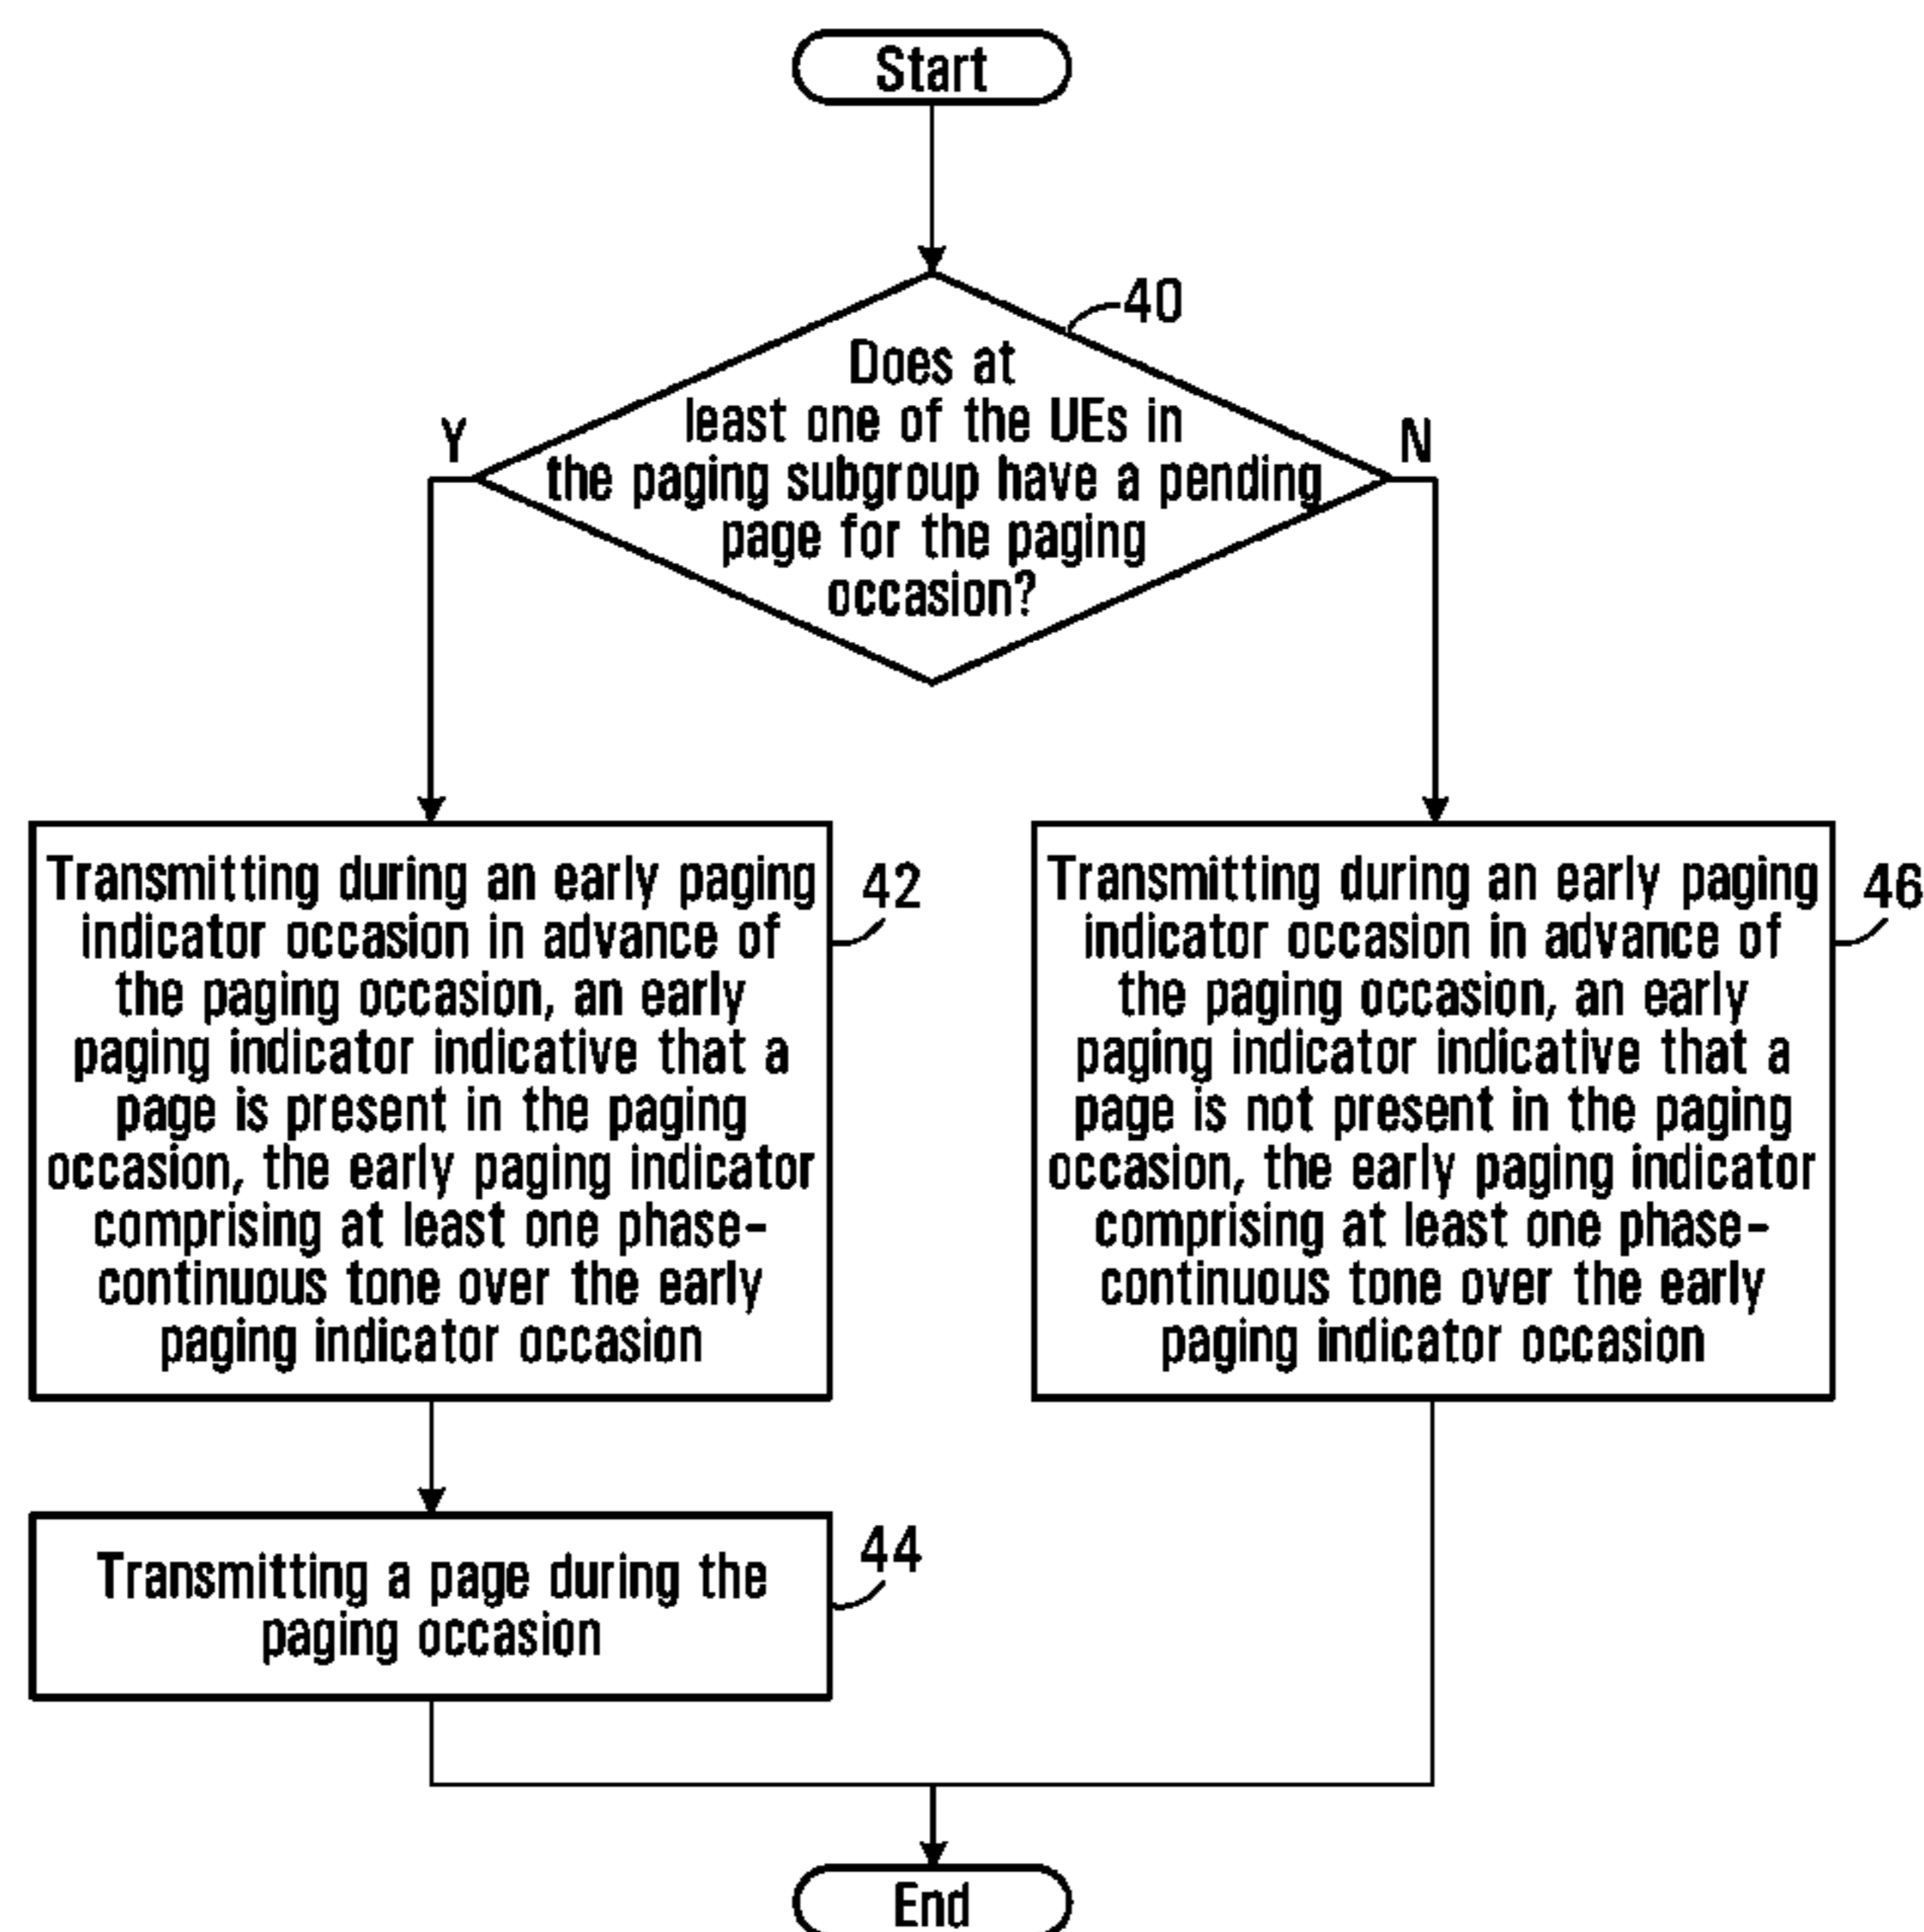 Start
40
Does at
least one of the UEs in
the paging subgroup have a pending
page for the paging
occasion?
Y
N
Transmitting during an early paging
indicator occasion in advance of
the paging occasion, an early
paging indicator indicative that a
page is present in the paging
occasion, the early paging indicator
comprising at least one phase-
continuous tone over the early
paging indicator occasion
42
Transmitting during an early paging
indicator occasion in advance of
the paging occasion, an early
paging indicator indicative that a
page is not present in the paging
occasion, the early paging indicator
comprising at least one phase-
continuous tone over the early
paging indicator occasion
46
Transmitting a page during the
paging occasion
44
End